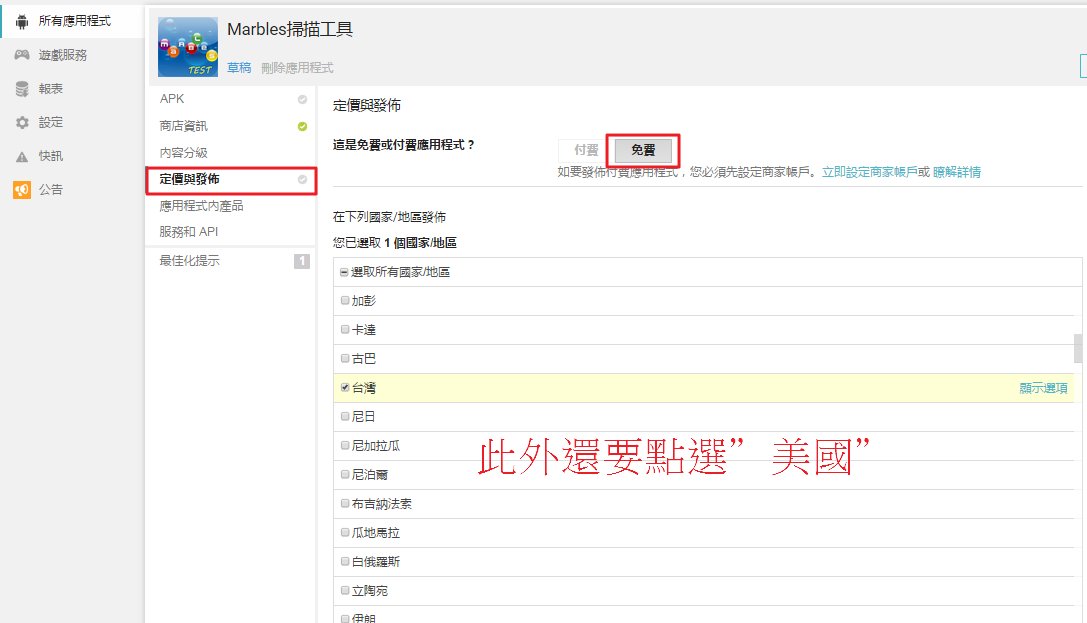 所有應用程式
遊戲服務
報表
設定
快訊
公告
Marbles掃描工具
草稿 刪除應用程式
TEST
APK
商店資訊
內容分級
定價與發佈
應用程式內產品
服務和 API
最佳化提示 1
定價與發佈
這是免費或付費應用程式？ 付費 免費
如要發佈付費應用程式，您必須先設定商家帳戶。立即設定商家帳戶或 瞭解詳情
在下列國家/地區發佈
您已選取 1 個國家/地區
選取所有國家/地區
加彭
卡達
古巴
台灣 顯示選項
尼日
尼加拉瓜
此外還要點選”美國”
尼泊爾
布吉納法索
瓜地馬拉
白俄羅斯
立陶宛
伊朗